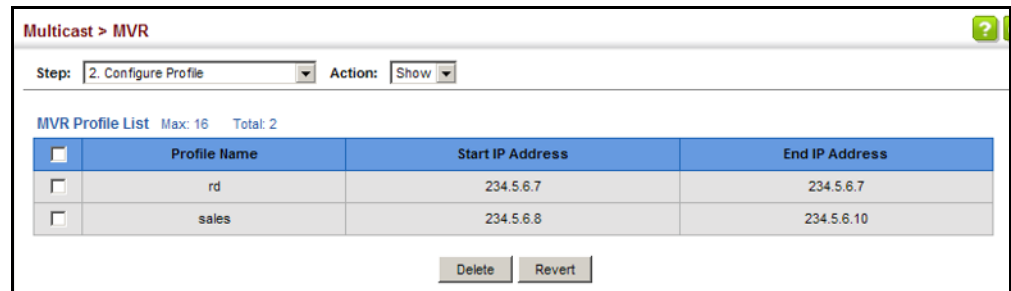 Multicast > MVR
?
Step: 2. Configure Profile Action: Show
MVR Profile List Max: 16 Total: 2
Profile Name Start IP Address End IP Address
rd 234.5.6.7 234.5.6.7
sales 234.5.6.8 234.5.6.10
Delete Revert